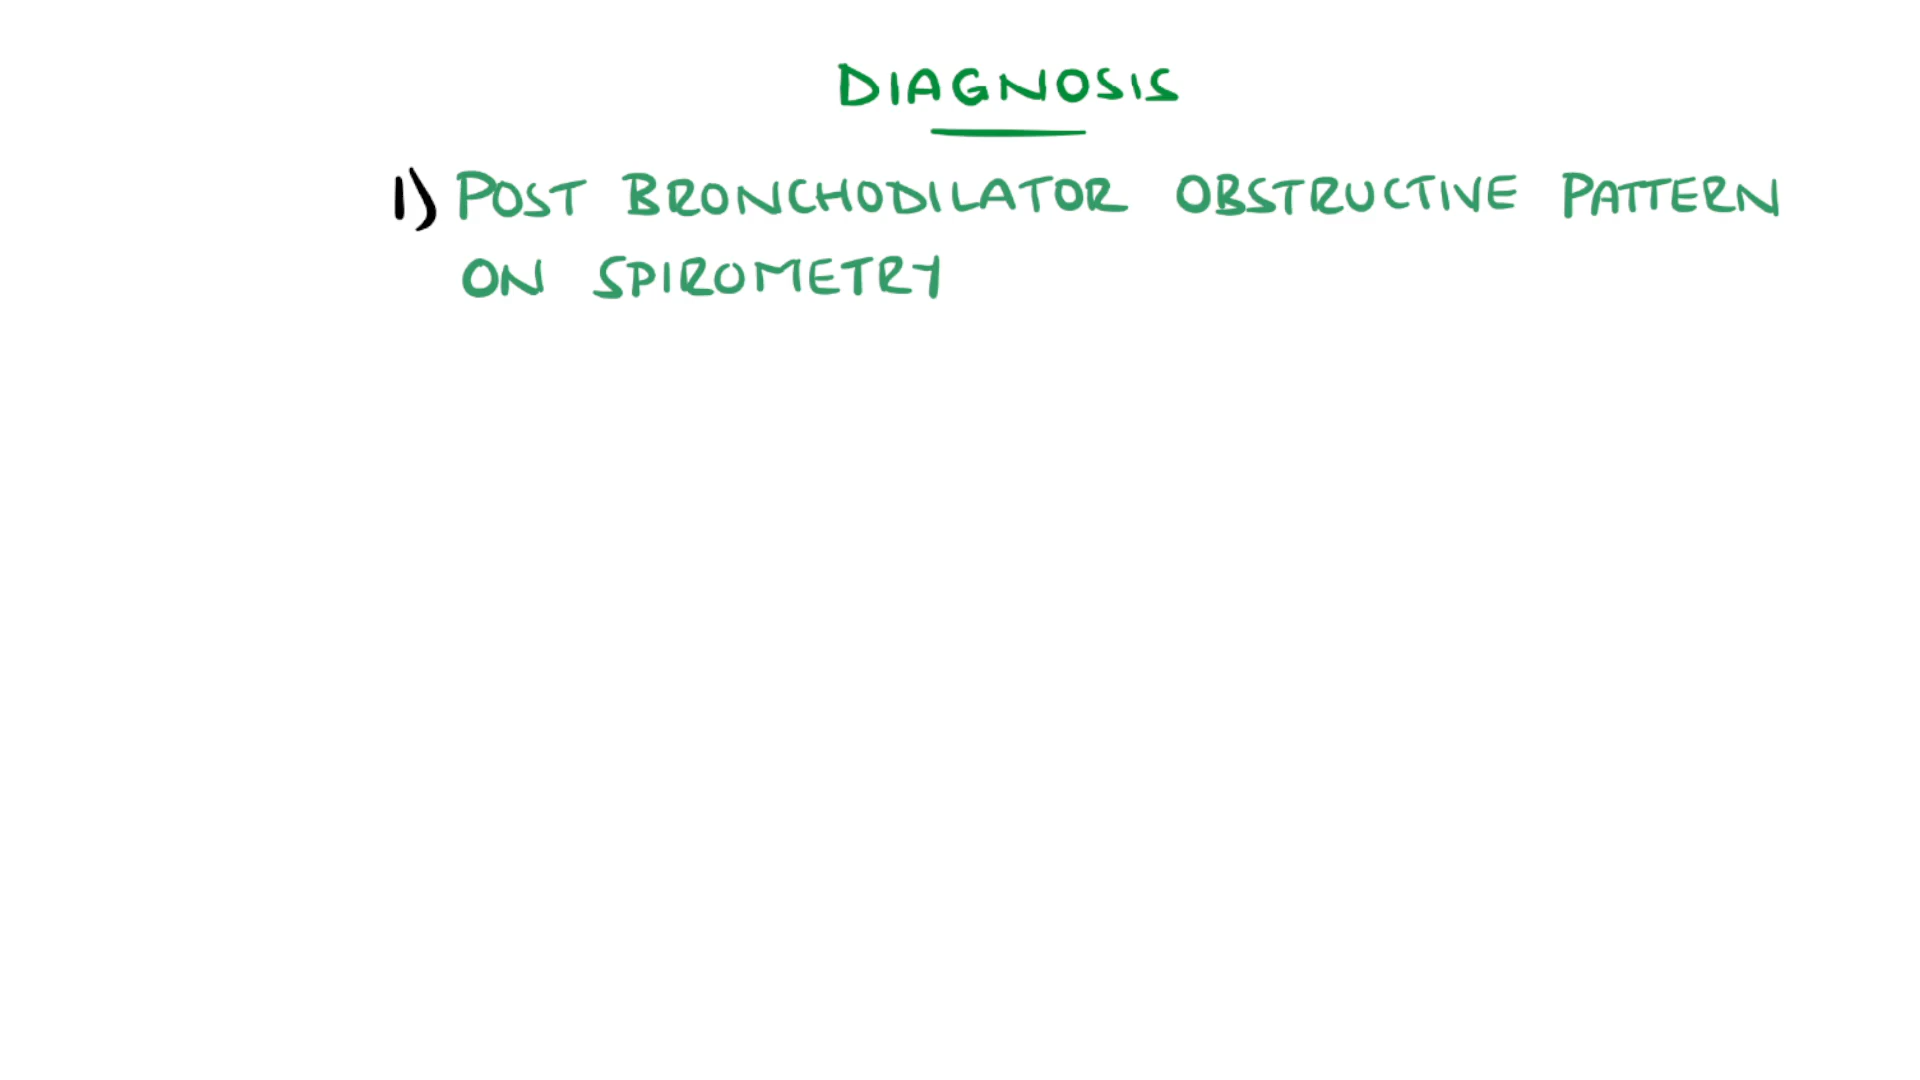 DIAGNOSIS
1) POST BRONCHODILATOR OBSTRUCTIVE PATTERN
ON SPIROMETRY